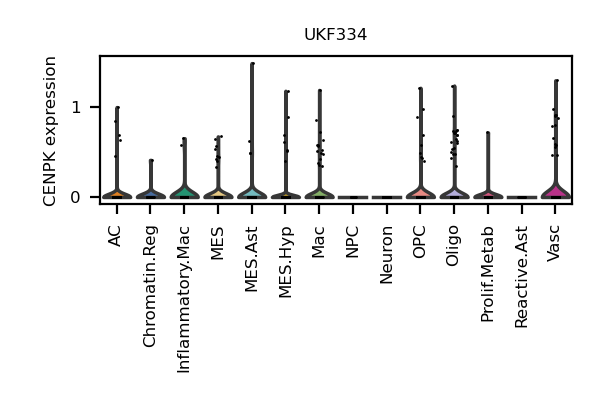 UKF334
CENPK expression
1
0
AC
Chromatin.Reg
Inflammatory.Mac
MES
MES.Ast
MES.Hyp
Mac
NPC
Neuron
OPC
Oligo
Prolif.Metab
Reactive.Ast
Vasc